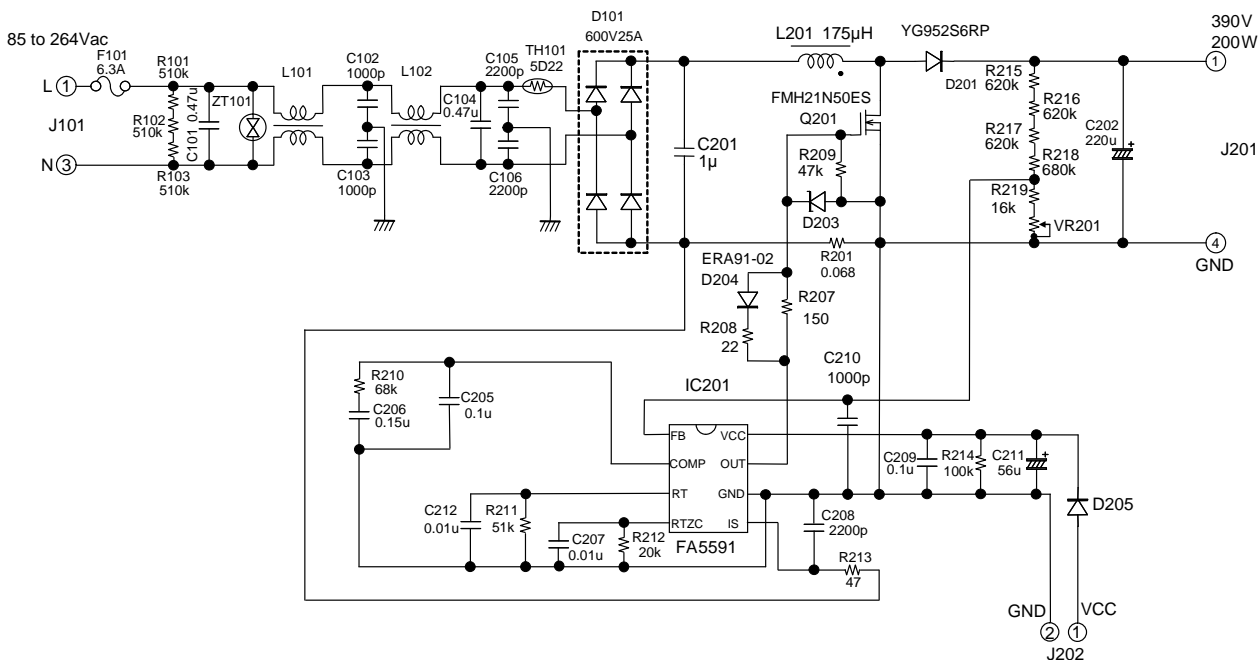 D101
600V25A
85 to 264Vac
F101
6.3A
L 1
J101
N 3
R101
510k
R102
510k
R103
510k
C101 0.47u
ZT101
L101
C102
1000p
C103
1000p
L102
C104
0.47u
C105
2200p
C106
2200p
TH101
5D22
C201
1µ
L201 175µH
YG952S6RP
D201
FMH21N50ES
Q201
R209
47k
D203
R201
0.068
R215
620k
R216
620k
R217
620k
R218
680k
R219
16k
VR201
C202
220u
+
390V
200W
1
J201
4
GND
ERA91-02
D204
R207
150
R208
22
C210
1000p
R210
68k
C206
0.15u
C205
0.1u
IC201
FB
VCC
COMP
OUT
RT
GND
RTZC
IS
FA5591
C212
0.01u
R211
51k
C207
0.01u
R212
20k
C208
2200p
R213
47
C209
0.1u
R214
100k
C211
56u
+
D205
GND
VCC
2
1
J202